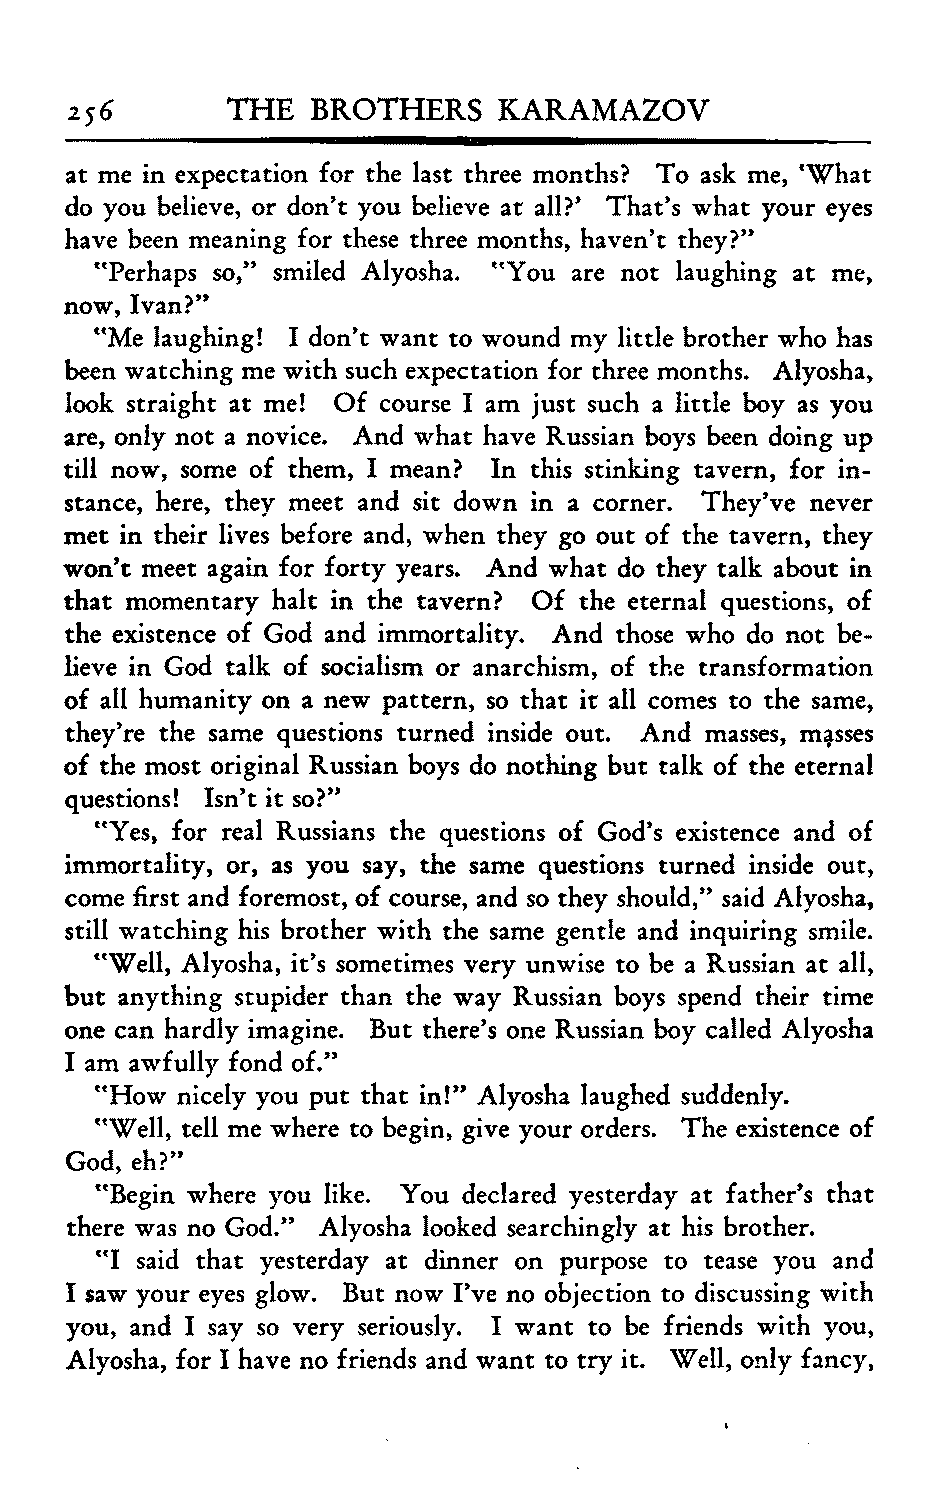 256 THE BROTHERS KARAMAZOV
at me in expectation for the last three months? To ask me, 'What
do you believe, or don't you believe at all?' That's what your eyes
have been meaning for these three months, haven't they?"
"Perhaps so," smiled Alyosha. "You are not laughing at me,
now, Ivan?"
"Me laughing! I don't want to wound my little brother who has
been watching me with such expectation for three months. Alyosha,
look straight at me! Of course I am just such a little boy as you
are, only not a novice. And what have Russian boys been doing up
till now, some of them, I mean? In this stinking tavern, for in-
stance, here, they meet and sit down in a corner. They've never
met in their lives before and, when they go out of the tavern, they
won't meet again for forty years. And what do they talk about in
that momentary halt in the tavern? Of the eternal questions, of
the existence of God and immortality. And those who do not be-
lieve in God talk of socialism or anarchism, of the transformation
of all humanity on a new pattern, so that it all comes to the same,
they're the same questions turned inside out. And masses, masses
of the most original Russian boys do nothing but talk of the eternal
questions! Isn't it so?"
"Yes, for real Russians the questions of God's existence and of
immortality, or, as you say, the same questions turned inside out,
come first and foremost, of course, and so they should," said Alyosha,
still watching his brother with the same gentle and inquiring smile.
"Well, Alyosha, it's sometimes very unwise to be a Russian at all,
but anything stupider than the way Russian boys spend their time
one can hardly imagine. But there's one Russian boy called Alyosha
I am awfully fond of."
"How nicely you put that in!" Alyosha laughed suddenly.
"Well, tell me where to begin, give your orders. The existence of
God, eh?"
"Begin where you like. You declared yesterday at father's that
there was no God." Alyosha looked searchingly at his brother.
"I said that yesterday at dinner on purpose to tease you and
I saw your eyes glow. But now I've no objection to discussing with
you, and I say so very seriously. I want to be friends with you,
Alyosha, for I have no friends and want to try it. Well, only fancy,